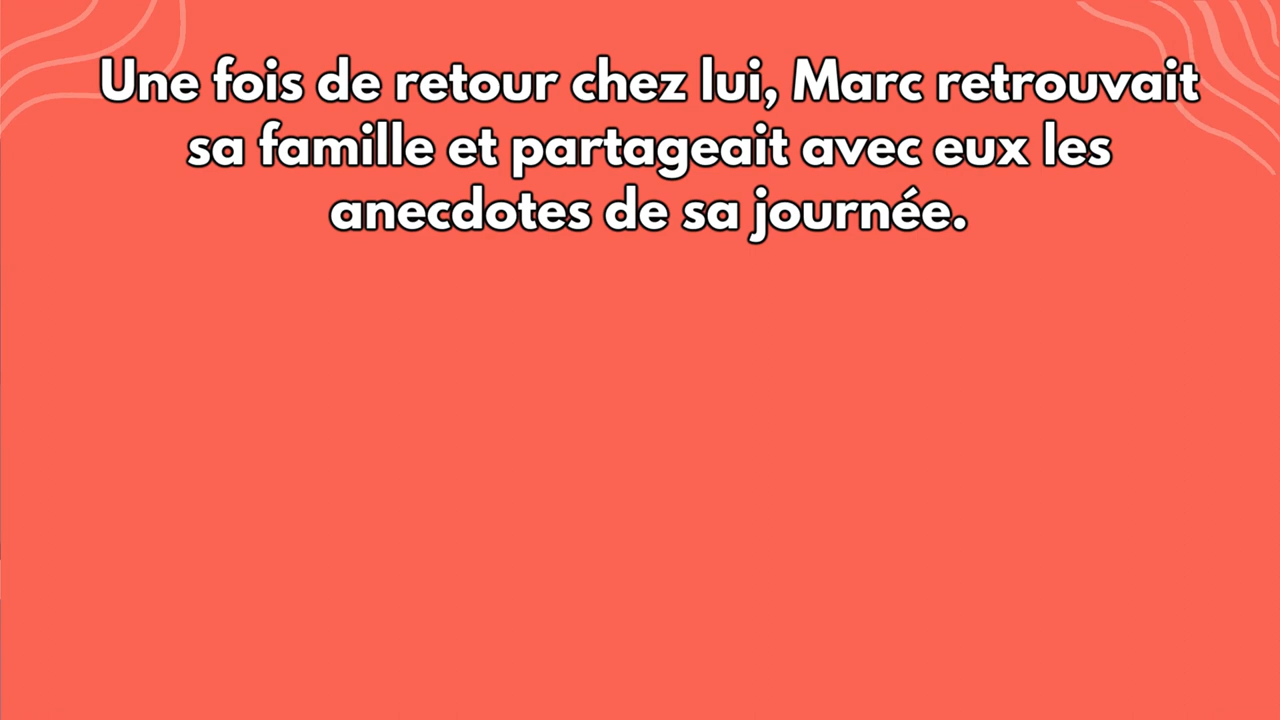 Une fois de retour chez lui, Marc retrouvait
sa famille et partageait avec eux les
anecdotes de sa journée.